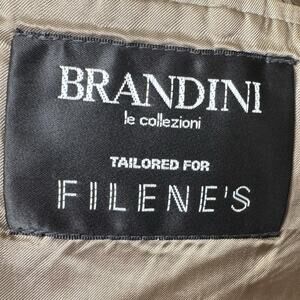 BRANDINI
le collezioni
TAILORED FOR
FILENE'S